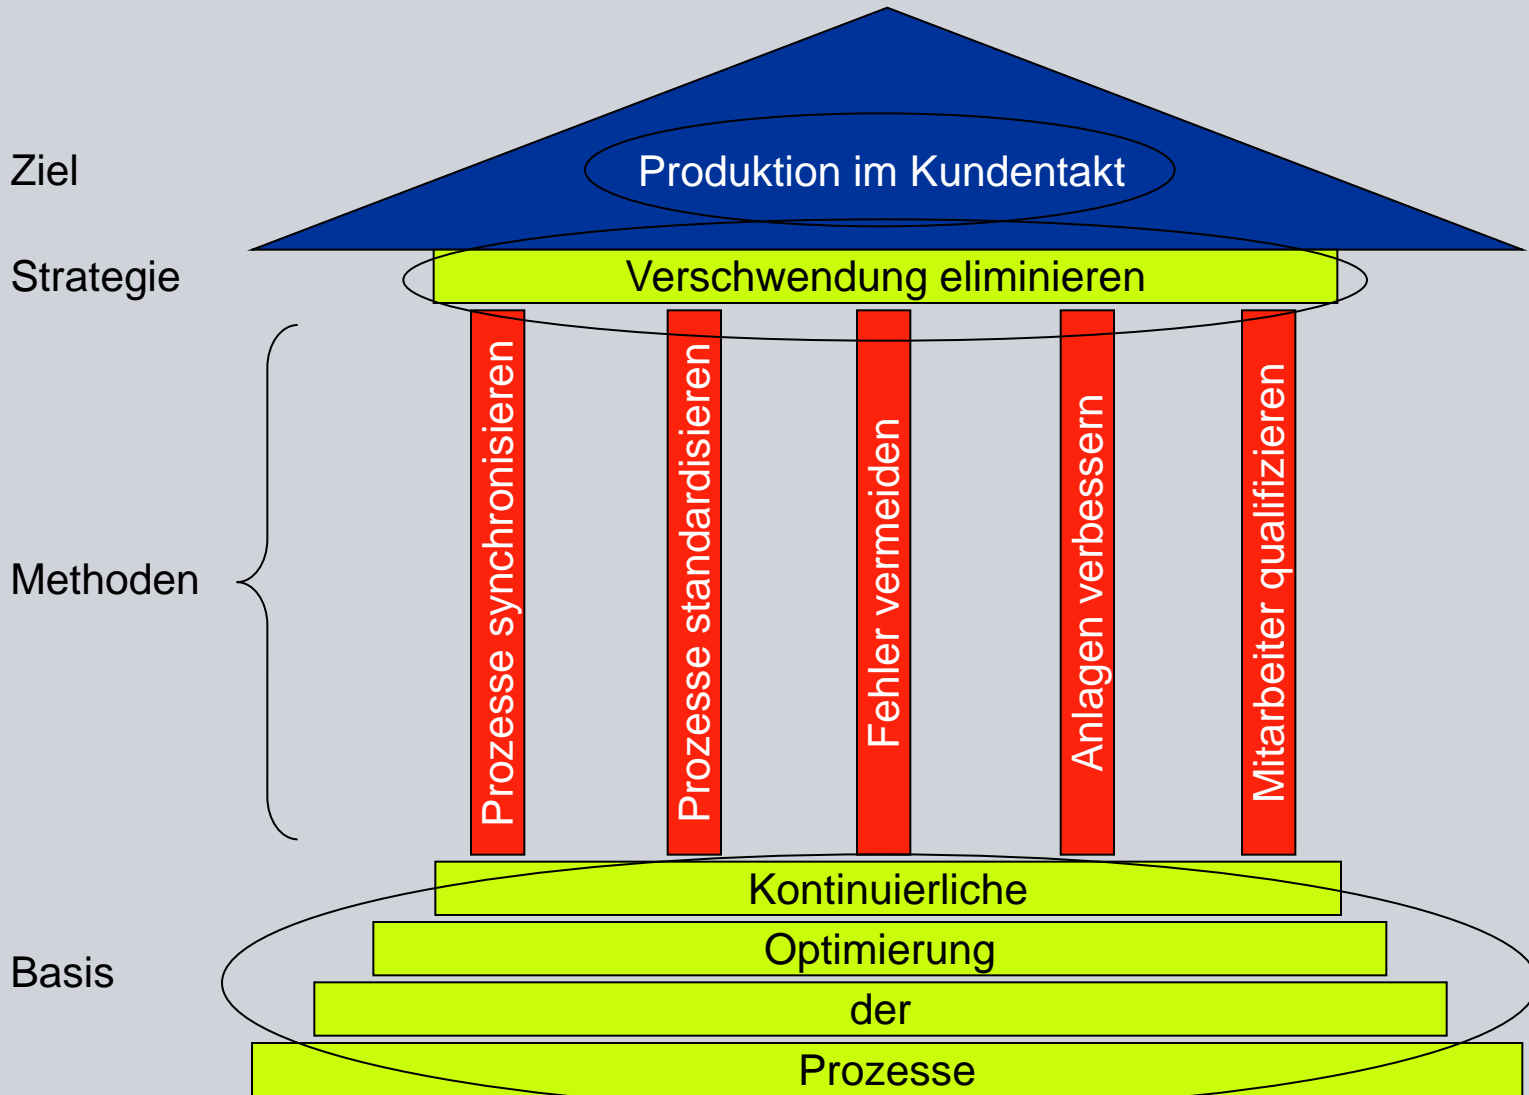 Ziel
Produktion im Kundentakt
Strategie
Verschwendung eliminieren
Methoden
Prozesse synchronisieren
Prozesse standardisieren
Fehler vermeiden
Anlagen verbessern
Mitarbeiter qualifizieren
Basis
Kontinuierliche
Optimierung
der
Prozesse